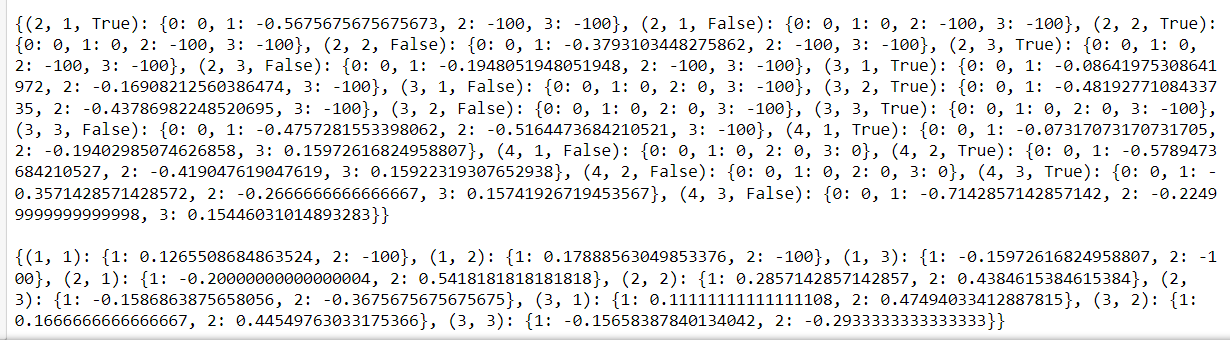 {(2, 1, True): {0: 0, 1: -0.5675675675675673, 2: -100, 3: -100}, (2, 1, False): {0: 0, 1: 0, 2: -100, 3: -100}, (2, 2, True):
{0: 0, 1: 0, 2: -100, 3: -100}, (2, 2, False): {0: 0, 1: -0.3793103448275862, 2: -100, 3: -100}, (2, 3, True): {0: 0, 1: 0,
2: -100, 3: -100}, (2, 3, False): {0: 0, 1: -0.1948051948051948, 2: -100, 3: -100}, (3, 1, True): {0: 0, 1: -0.08641975308641
972, 2: -0.16908212560386474, 3: -100}, (3, 1, False): {0: 0, 1: 0, 2: 0, 3: -100}, (3, 2, True): {0: 0, 1: -0.48192771084337
35, 2: -0.43786982248520695, 3: -100}, (3, 2, False): {0: 0, 1: 0, 2: 0, 3: -100}, (3, 3, True): {0: 0, 1: 0, 2: 0, 3: -100},
(3, 3, False): {0: 0, 1: -0.4757281553398062, 2: -0.5164473684210521, 3: -100}, (4, 1, True): {0: 0, 1: -0.07317073170731705,
2: -0.19402985074626858, 3: 0.15972616824958807}, (4, 1, False): {0: 0, 1: 0, 2: 0, 3: 0}, (4, 2, True): {0: 0, 1: -0.5789473
684210527, 2: -0.419047619047619, 3: 0.15922319307652938}, (4, 2, False): {0: 0, 1: 0, 2: 0, 3: 0}, (4, 3, True): {0: 0, 1: -
0.3571428571428572, 2: -0.2666666666666667, 3: 0.15741926719453567}, (4, 3, False): {0: 0, 1: -0.7142857142857142, 2: -0.2249
9999999999998, 3: 0.15446031014893283}}
{(1, 1): {1: 0.1265508684863524, 2: -100}, (1, 2): {1: 0.17888563049853376, 2: -100}, (1, 3): {1: -0.15972616824958807, 2: -1
00}, (2, 1): {1: -0.20000000000000004, 2: 0.5418181818181818}, (2, 2): {1: 0.2857142857142857, 2: 0.4384615384615384}, (2,
3): {1: -0.1586863875658056, 2: -0.3675675675675675}, (3, 1): {1: 0.11111111111111108, 2: 0.47494033412887815}, (3, 2): {1:
0.1666666666666667, 2: 0.44549763033175366}, (3, 3): {1: -0.15658387840134042, 2: -0.2933333333333333}}